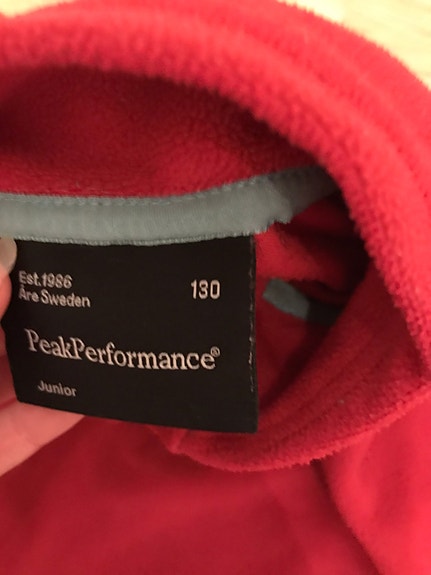 Est.1986
Åre Sweden
130
PeakPerformance®
Junior